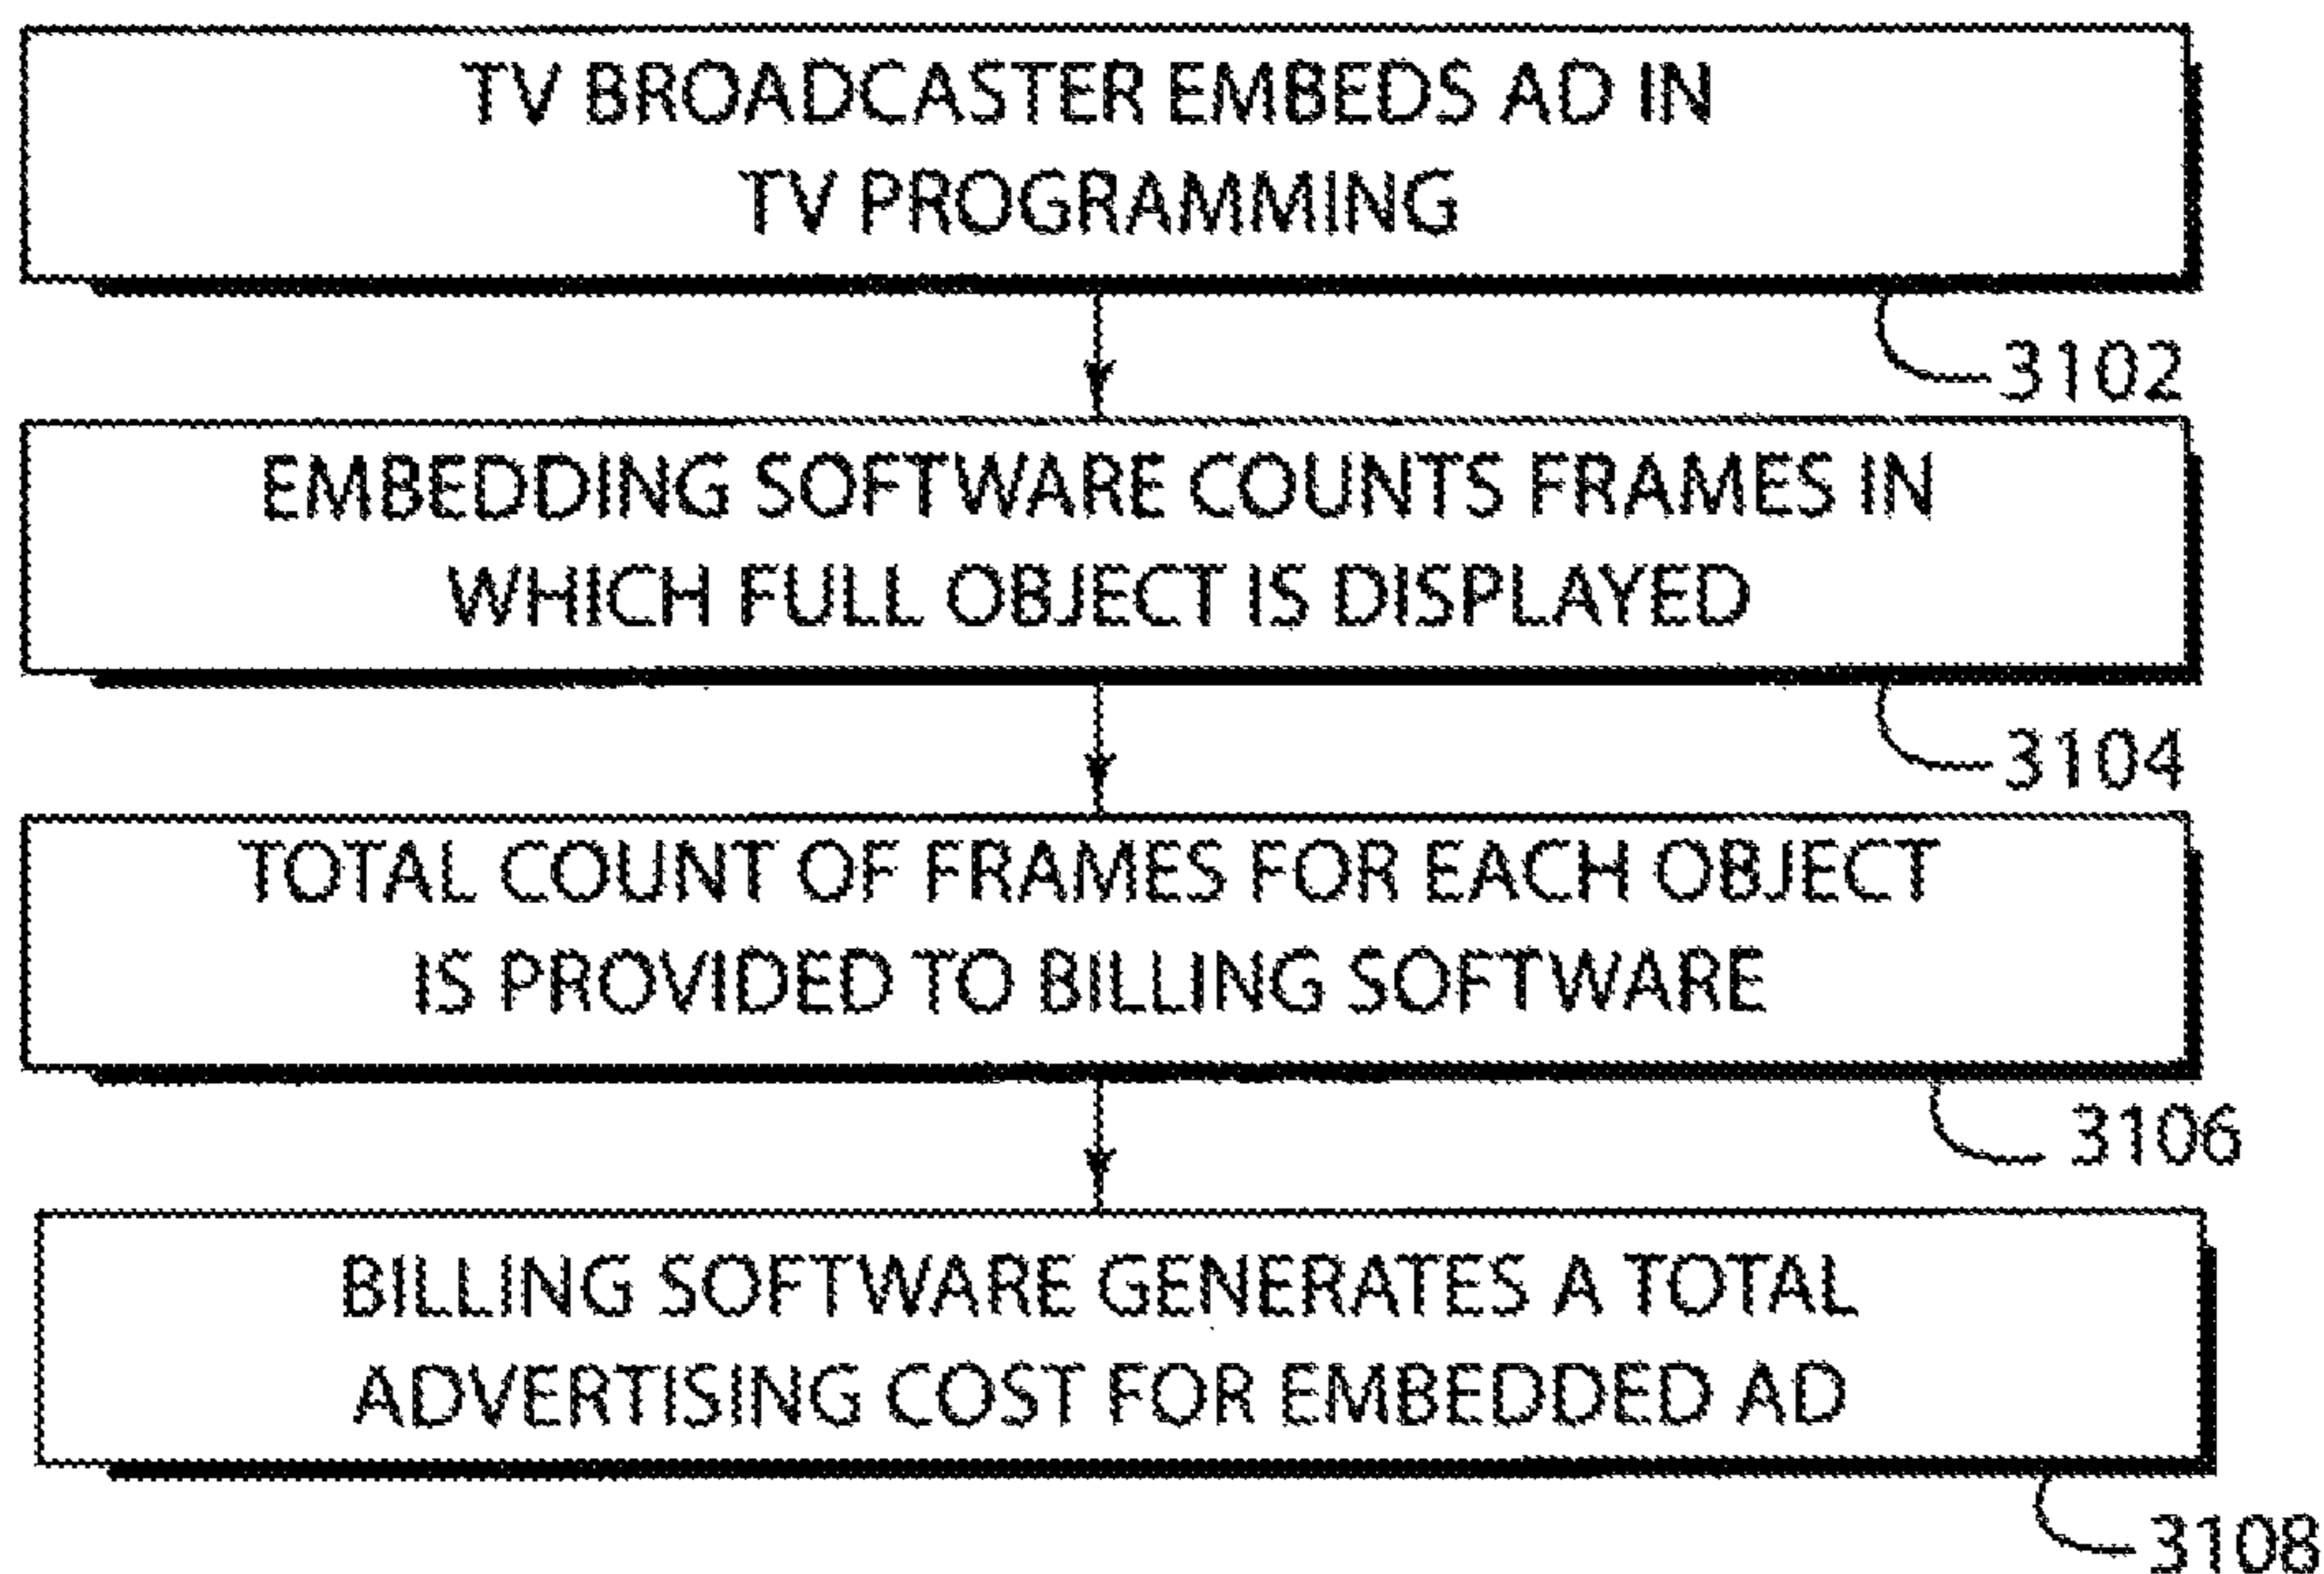 TV BROADCASTER EMBEDS AD IN
TV PROGRAMMING
3102
EMBEDDING SOFTWARE COUNTS FRAMES IN
WHICH FULL OBJECT IS DISPLAYED
3104
TOTAL COUNT OF FRAMES FOR EACH OBJECT
IS PROVIDED TO BILLING SOFTWARE
3106
BILLING SOFTWARE GENERATES A TOTAL
ADVERTISING COST FOR EMBEDDED AD
3108